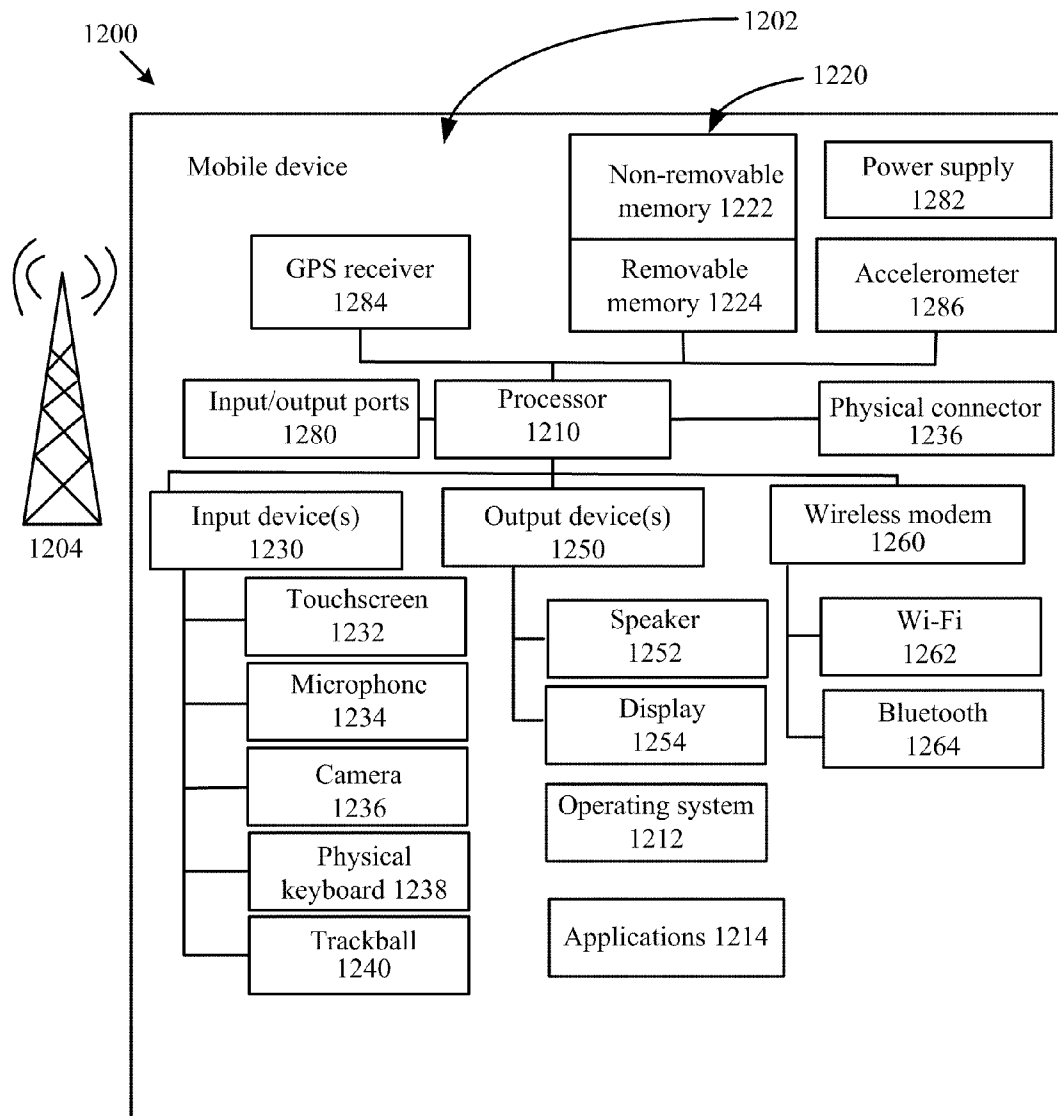 1200
1202
1220
Mobile device
Non-removable
memory 1222
Power supply
1282
GPS receiver
1284
Removable
memory 1224
Accelerometer
1286
Input/output ports
1280
Processor
1210
Physical connector
1236
1204
Input device(s)
1230
Output device(s)
1250
Wireless modem
1260
Touchscreen
1232
Speaker
1252
Wi-Fi
1262
Microphone
1234
Display
1254
Bluetooth
1264
Camera
1236
Operating system
1212
Physical
keyboard 1238
Applications 1214
Trackball
1240